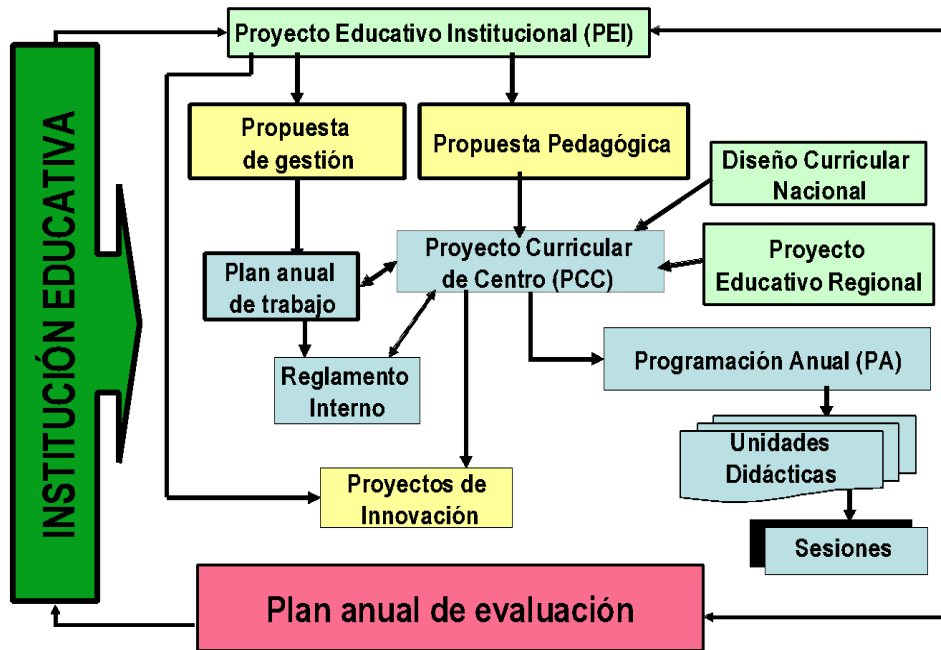 Proyecto Educativo Institucional (PEI)
INSTITUCIÓN EDUCATIVA
Propuesta
de gestión
Propuesta Pedagógica
Diseño Curricular
Nacional
Proyecto Curricular
de Centro (PCC)
Proyecto
Educativo Regional
Plan anual
de trabajo
Reglamento
Interno
Programación Anual (PA)
Unidades
Didácticas
Proyectos de
Innovación
Sesiones
Plan anual de evaluación